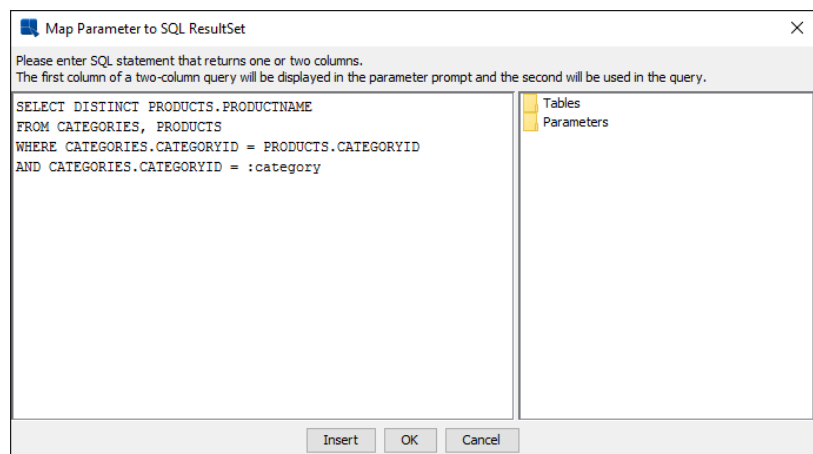 Map Parameter to SQL ResultSet
Please enter SQL statement that returns one or two columns.
The first column of a two-column query will be displayed in the parameter prompt and the second will be used in the query.
SELECT DISTINCT PRODUCTS.PRODUCTNAME
FROM CATEGORIES, PRODUCTS
WHERE CATEGORIES.CATEGORYID = PRODUCTS.CATEGORYID
AND CATEGORIES.CATEGORYID = :category
Tables
Parameters
Insert OK Cancel